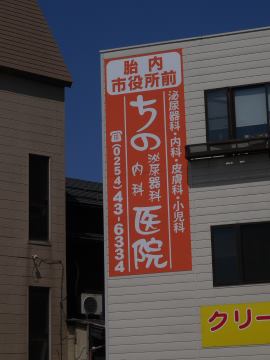 胎内
市役所前
泌尿器科・内科・皮膚科・小児科
ちの
泌尿器科
内科
医院
☎(0254)43-6334
クリー